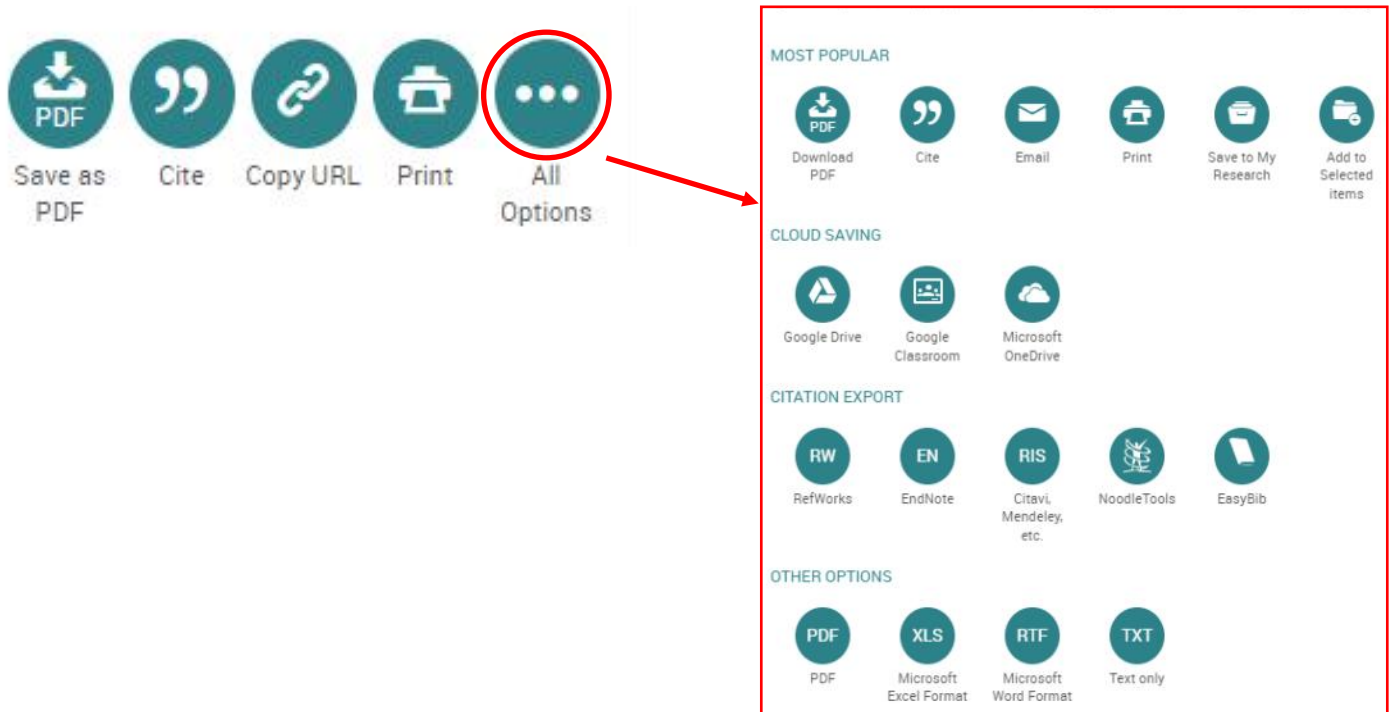 PDF
Save as
PDF
Cite
Copy URL
Print
All
Options
MOST POPULAR
PDF
Download
PDF
Cite
Email
Print
Save to My
Research
Add to
Selected
items
CLOUD SAVING
Google Drive
Google
Classroom
Microsoft
OneDrive
CITATION EXPORT
RW
RefWorks
EN
EndNote
RIS
Citavi,
Mendeley,
etc.
NoodleTools
EasyBib
OTHER OPTIONS
PDF
PDF
XLS
Microsoft
Excel Format
RTF
Microsoft
Word Format
TXT
Text only